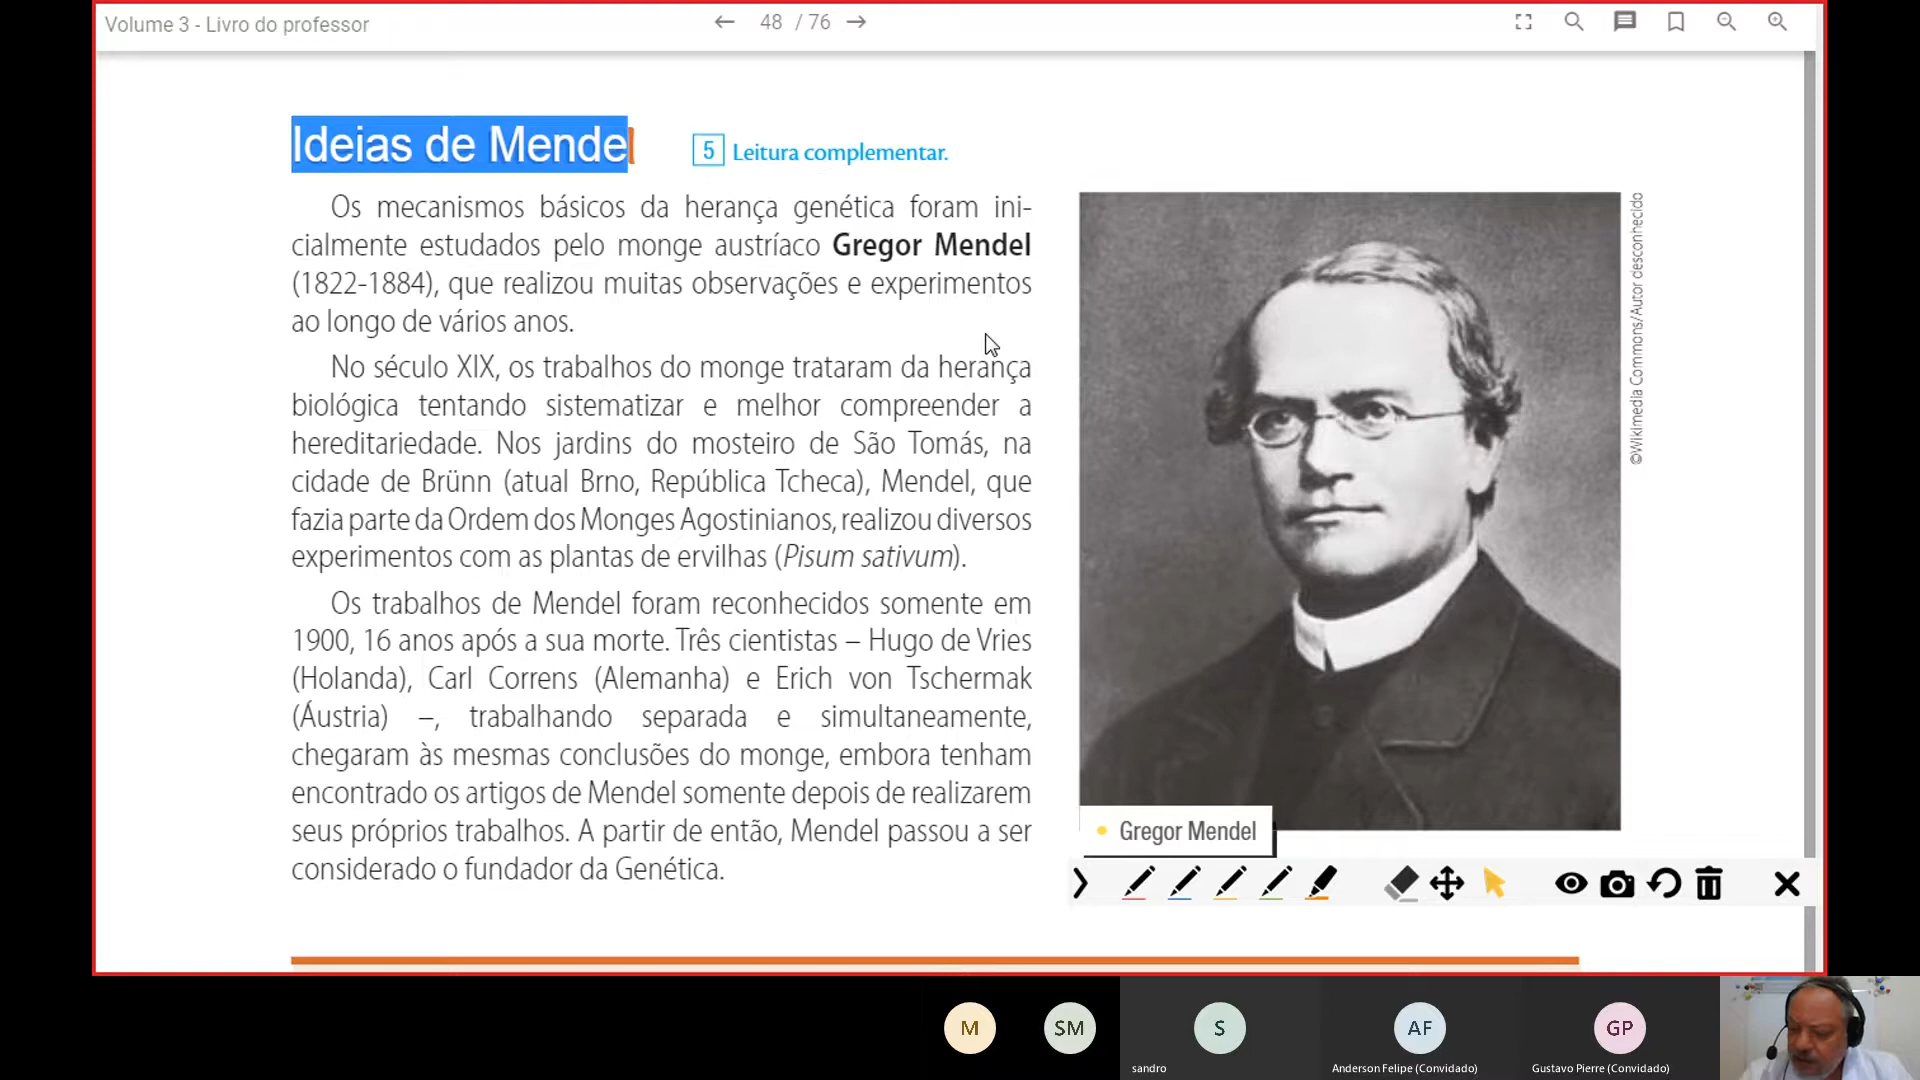 Volume 3 - Livro do professor
48 / 76
Ideias de Mendel
5 Leitura complementar.
Os mecanismos básicos da herança genética foram ini-
cialmente estudados pelo monge austríaco Gregor Mendel
(1822-1884), que realizou muitas observações e experimentos
ao longo de vários anos.
No século XIX, os trabalhos do monge trataram da herança
biológica tentando sistematizar e melhor compreender a
hereditariedade. Nos jardins do mosteiro de São Tomás, na
cidade de Brünn (atual Brno, República Tcheca), Mendel, que
fazia parte da Ordem dos Monges Agostinianos, realizou diversos
experimentos com as plantas de ervilhas (Pisum sativum).
Os trabalhos de Mendel foram reconhecidos somente em
1900, 16 anos após a sua morte. Três cientistas – Hugo de Vries
(Holanda), Carl Correns (Alemanha) e Erich von Tschermak
(Áustria) –, trabalhando separada e simultaneamente,
chegaram às mesmas conclusões do monge, embora tenham
encontrado os artigos de Mendel somente depois de realizarem
seus próprios trabalhos. A partir de então, Mendel passou a ser
considerado o fundador da Genética.
©Wikimedia Commons/Autor desconhecido
Gregor Mendel
M
SM
S
AF
GP
sandro
Anderson Felipe (Convidado)
Gustavo Pierre (Convidado)